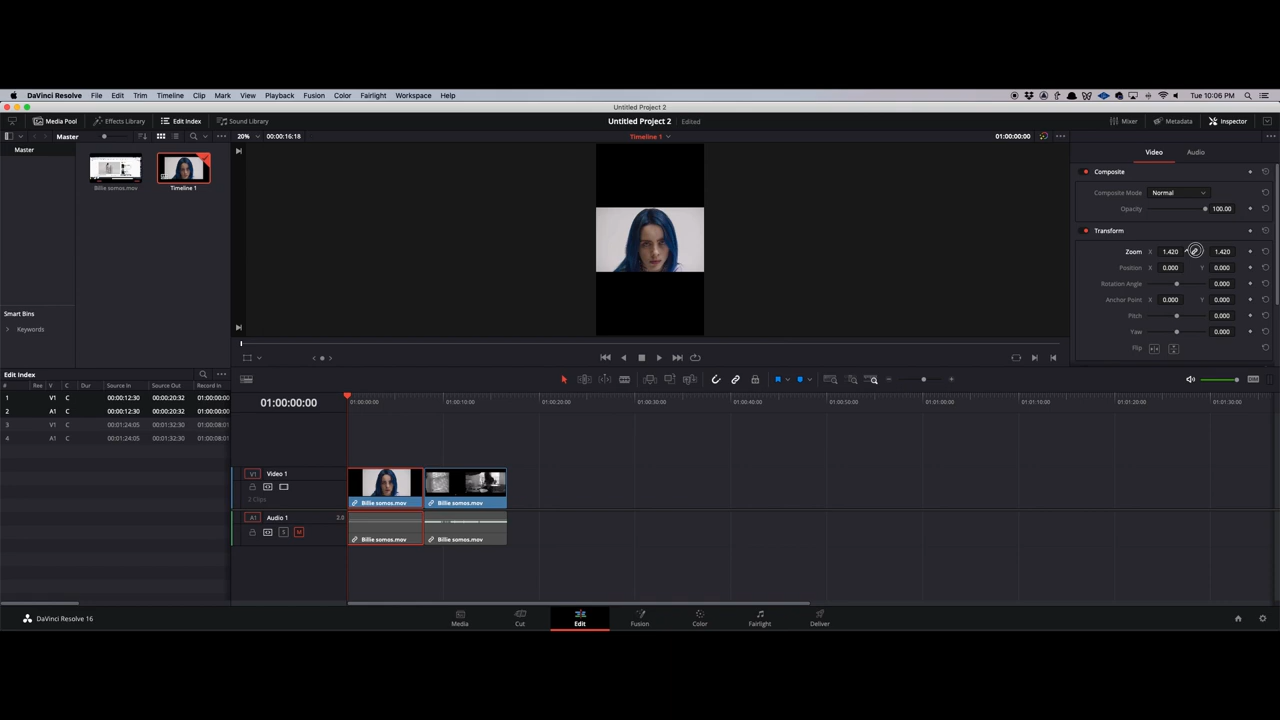 DaVinci Resolve File Edit Trim Timeline Clip Mark View Playback Fusion Color Fairlight Workspace Help Tue 10:06 PM
Untitled Project 2
Media Pool Effects Library Edit Index Sound Library Untitled Project 2 Edited Mixer Metadata Inspector
Master 20% 00:00:16:18 Timeline 1 01:00:00:00
Master
Video Audio
Composite
Billie somos.mov Timeline 1
Composite Mode Normal
Opacity 100.00
Transform
Zoom X 1.420 1.420
Position X 0.000 Y 0.000
Rotation Angle 0.000
Anchor Point X 0.000 Y 0.000
Smart Bins
Pitch 0.000
Keywords
Yaw 0.000
Flip
Edit Index
# Ree V C Dur Source In Source Out Record In
1 V1 C 00:00:12:30 00:00:20:32 01:00:00:00
2 A1 C 00:00:12:30 00:00:20:32 01:00:00:00
3 V1 C 00:01:24:05 00:01:32:30 01:00:08:01
4 A1 C 00:01:24:05 00:01:32:30 01:00:08:01
DIM
01:00:00:00
01:00:00:00 01:00:10:00 01:00:20:00 01:00:30:00 01:00:40:00 01:00:50:00 01:01:00:00 01:01:10:00 01:01:20:00 01:01:30:00
V1 Video 1
2 Clips
Billie somos.mov Billie somos.mov
A1 Audio 1 2.0
S M
Billie somos.mov Billie somos.mov
DaVinci Resolve 16
Media Cut Edit Fusion Color Fairlight Deliver